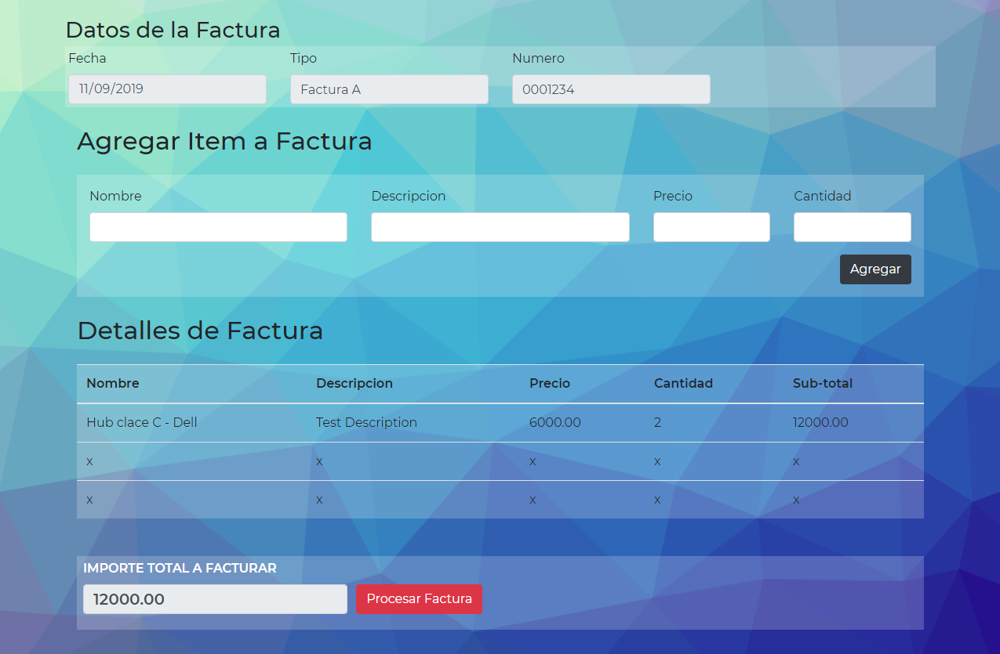 Datos de la Factura
Fecha Tipo Numero
11/09/2019 Factura A 0001234
Agregar Item a Factura
Nombre Descripcion Precio Cantidad
Agregar
Detalles de Factura
Nombre Descripcion Precio Cantidad Sub-total
Hub clace C - Dell Test Description 6000.00 2 12000.00
x x x x x
x x x x x
IMPORTE TOTAL A FACTURAR
12000.00 Procesar Factura